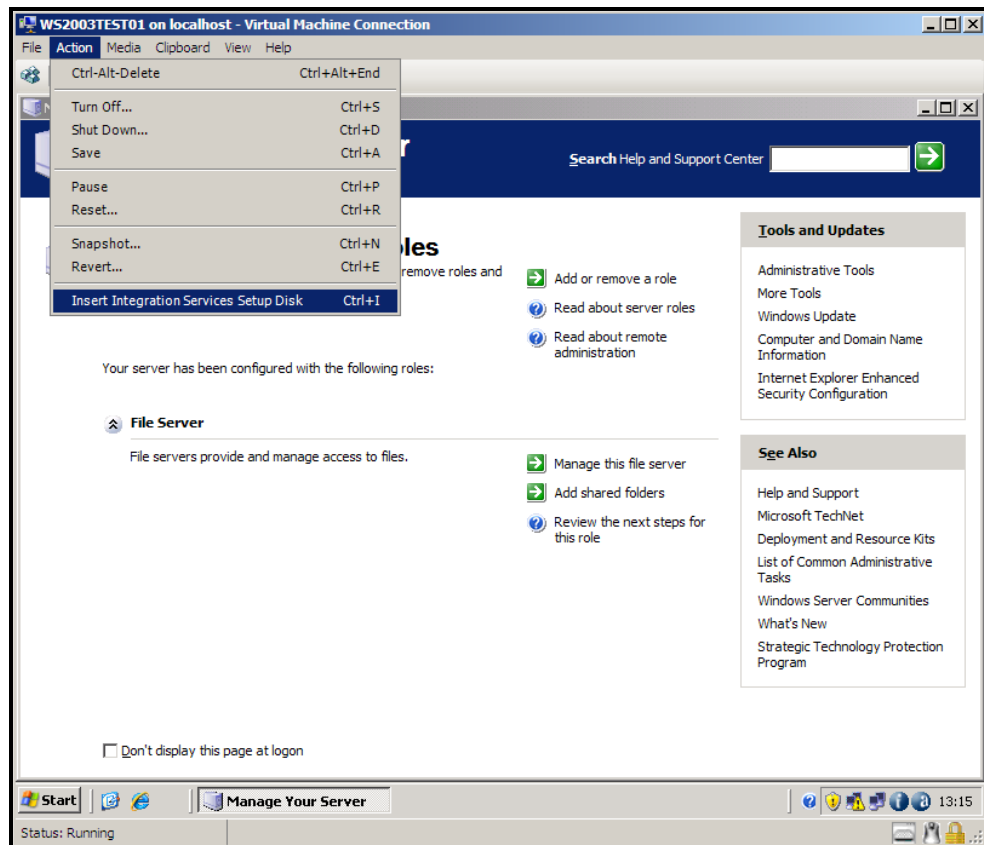 WS2003TEST01 on localhost - Virtual Machine Connection
File Action Media Clipboard View Help
Ctrl-Alt-Delete Ctrl+Alt+End
Turn Off... Ctrl+S
Shut Down... Ctrl+D
Save Ctrl+A
Pause Ctrl+P
Reset... Ctrl+R
Snapshot... Ctrl+N
Revert... Ctrl+E
Insert Integration Services Setup Disk Ctrl+I
Search Help and Support Center
remove roles and
Add or remove a role
Read about server roles
Read about remote
administration
Your server has been configured with the following roles:
File Server
File servers provide and manage access to files.
Manage this file server
Add shared folders
Review the next steps for
this role
Tools and Updates
Administrative Tools
More Tools
Windows Update
Computer and Domain Name
Information
Internet Explorer Enhanced
Security Configuration
See Also
Help and Support
Microsoft TechNet
Deployment and Resource Kits
List of Common Administrative
Tasks
Windows Server Communities
What's New
Strategic Technology Protection
Program
Don't display this page at logon
Start
Manage Your Server
13:15
Status: Running